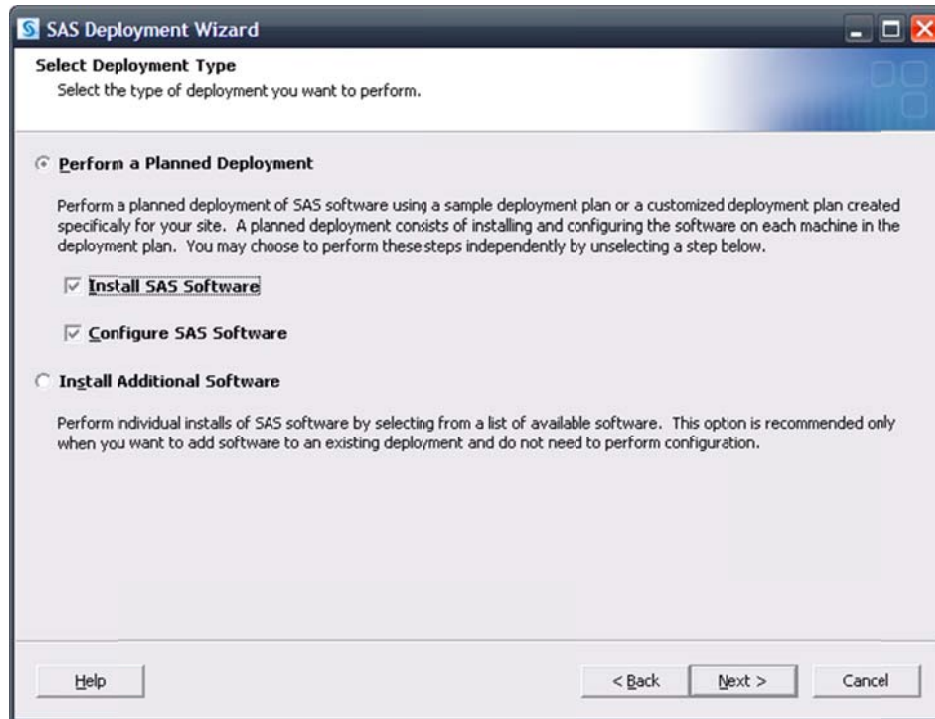 SAS Deployment Wizard
Select Deployment Type
Select the type of deployment you want to perform.
Perform a Planned Deployment
Perform a planned deployment of SAS software using a sample deployment plan or a customized deployment plan created
specifically for your site. A planned deployment consists of installing and configuring the software on each machine in the
deployment plan. You may choose to perform these steps independently by unselecting a step below.
Install SAS Software
Configure SAS Software
Install Additional Software
Perform individual installs of SAS software by selecting from a list of available software. This option is recommended only
when you want to add software to an existing deployment and do not need to perform configuration.
Help
< Back
Next >
Cancel